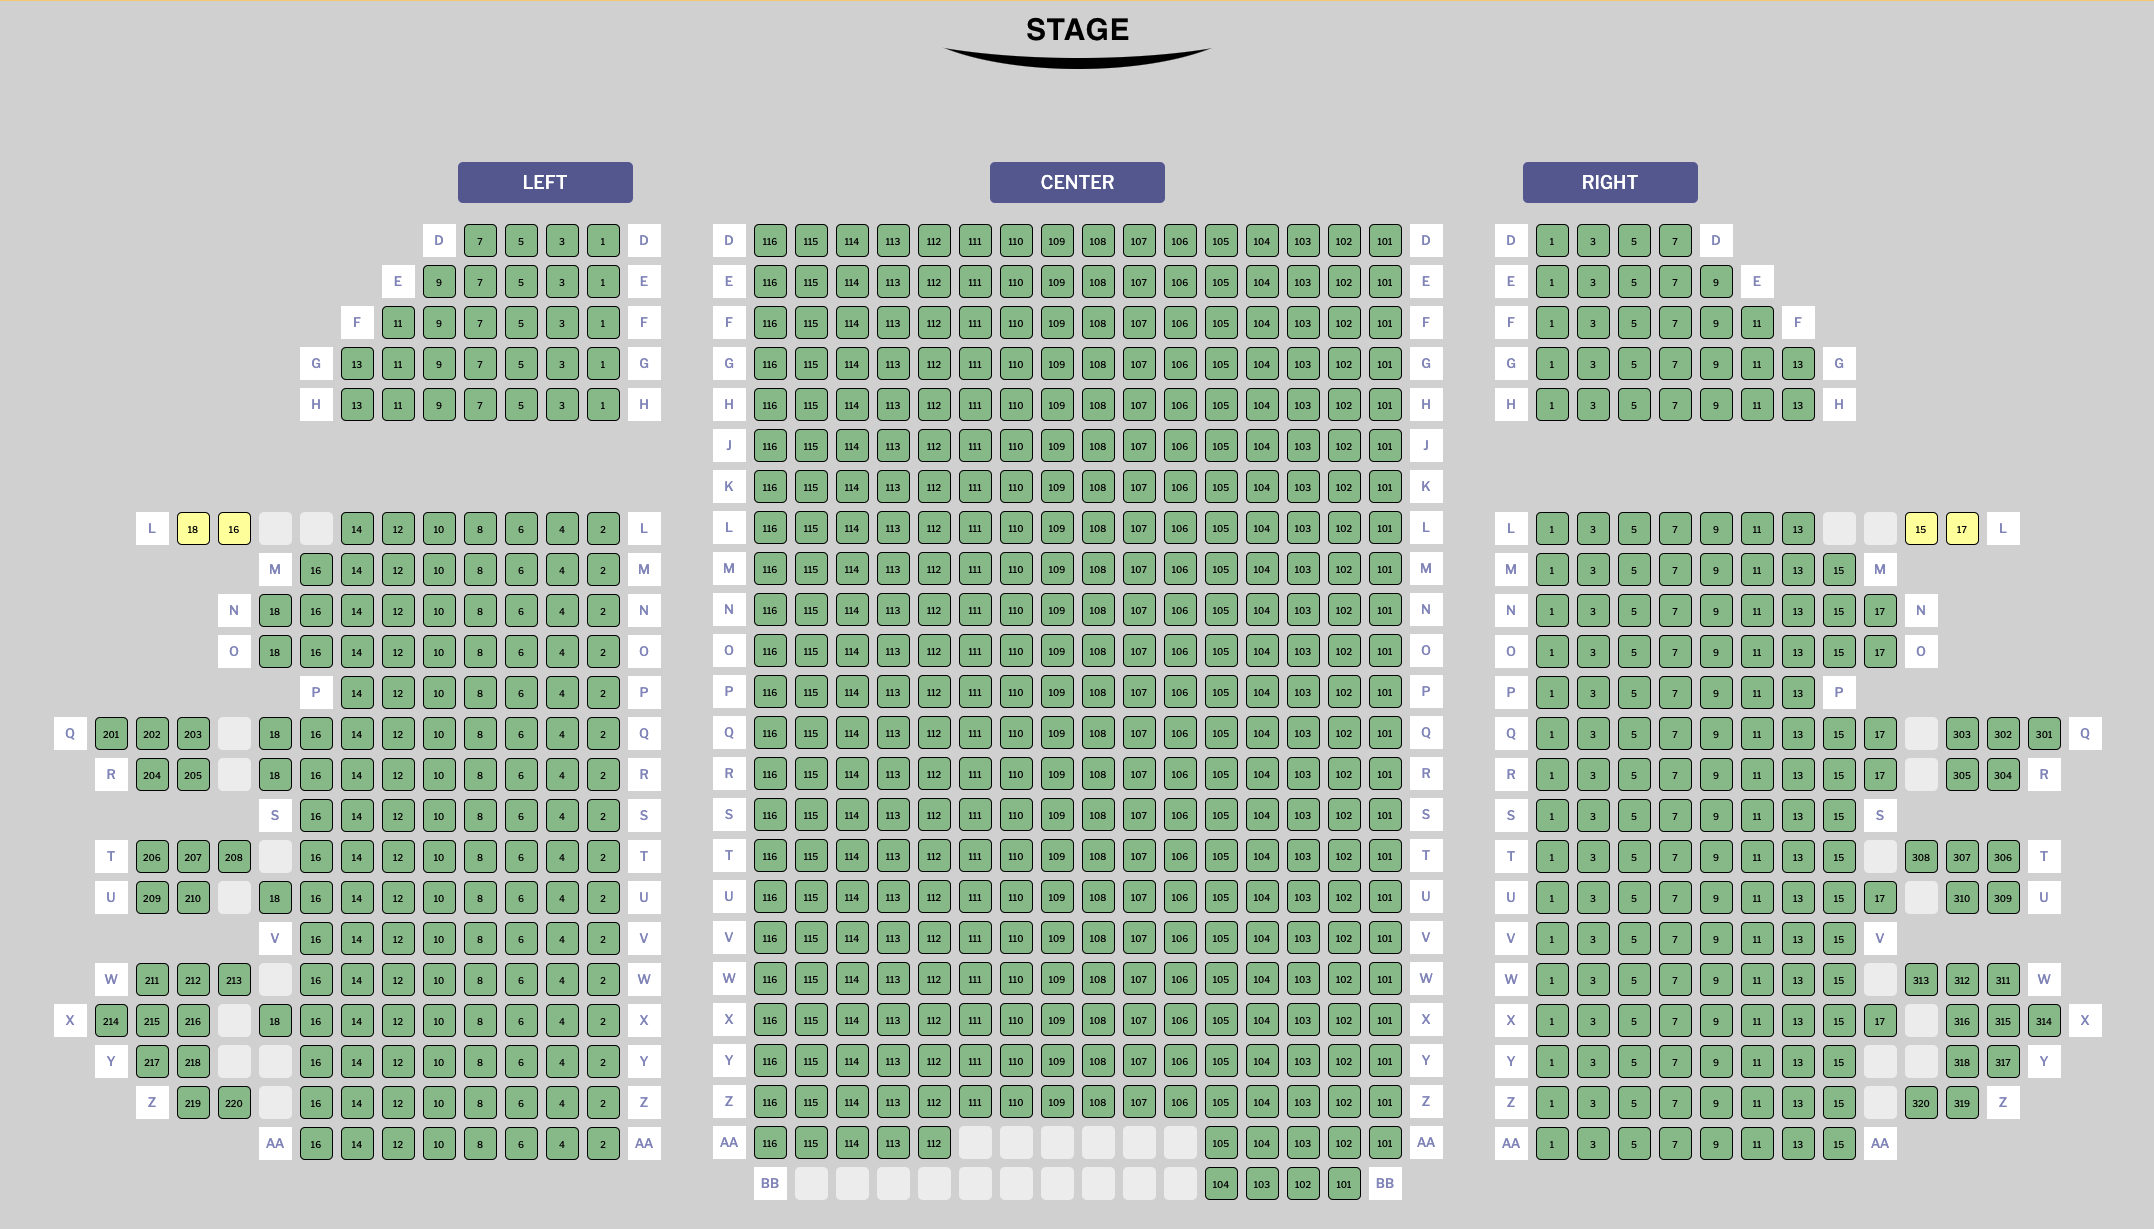 STAGE
LEFT CENTER RIGHT
D 7 5 3 1 D D 116 115 114 113 112 111 110 109 108 107 106 105 104 103 102 101 D D 1 3 5 7 D
E 9 7 5 3 1 E E 116 115 114 113 112 111 110 109 108 107 106 105 104 103 102 101 E E 1 3 5 7 9 E
F 11 9 7 5 3 1 F F 116 115 114 113 112 111 110 109 108 107 106 105 104 103 102 101 F F 1 3 5 7 9 11 F
G 13 11 9 7 5 3 1 G G 116 115 114 113 112 111 110 109 108 107 106 105 104 103 102 101 G G 1 3 5 7 9 11 13 G
H 13 11 9 7 5 3 1 H H 116 115 114 113 112 111 110 109 108 107 106 105 104 103 102 101 H H 1 3 5 7 9 11 13 H
J 116 115 114 113 112 111 110 109 108 107 106 105 104 103 102 101 J
K 116 115 114 113 112 111 110 109 108 107 106 105 104 103 102 101 K
L 18 16 14 12 10 8 6 4 2 L L 116 115 114 113 112 111 110 109 108 107 106 105 104 103 102 101 L L 1 3 5 7 9 11 13 15 17 L
M 16 14 12 10 8 6 4 2 M M 116 115 114 113 112 111 110 109 108 107 106 105 104 103 102 101 M M 1 3 5 7 9 11 13 15 M
N 18 16 14 12 10 8 6 4 2 N N 116 115 114 113 112 111 110 109 108 107 106 105 104 103 102 101 N N 1 3 5 7 9 11 13 15 17 N
O 18 16 14 12 10 8 6 4 2 O O 116 115 114 113 112 111 110 109 108 107 106 105 104 103 102 101 O O 1 3 5 7 9 11 13 15 17 O
P 14 12 10 8 6 4 2 P P 116 115 114 113 112 111 110 109 108 107 106 105 104 103 102 101 P P 1 3 5 7 9 11 13 P
Q 201 202 203 18 16 14 12 10 8 6 4 2 Q Q 116 115 114 113 112 111 110 109 108 107 106 105 104 103 102 101 Q Q 1 3 5 7 9 11 13 15 17 303 302 301 Q
R 204 205 18 16 14 12 10 8 6 4 2 R R 116 115 114 113 112 111 110 109 108 107 106 105 104 103 102 101 R R 1 3 5 7 9 11 13 15 17 305 304 R
S 16 14 12 10 8 6 4 2 S S 116 115 114 113 112 111 110 109 108 107 106 105 104 103 102 101 S S 1 3 5 7 9 11 13 15 S
T 206 207 208 16 14 12 10 8 6 4 2 T T 116 115 114 113 112 111 110 109 108 107 106 105 104 103 102 101 T T 1 3 5 7 9 11 13 15 308 307 306 T
U 209 210 18 16 14 12 10 8 6 4 2 U U 116 115 114 113 112 111 110 109 108 107 106 105 104 103 102 101 U U 1 3 5 7 9 11 13 15 17 310 309 U
V 16 14 12 10 8 6 4 2 V V 116 115 114 113 112 111 110 109 108 107 106 105 104 103 102 101 V V 1 3 5 7 9 11 13 15 V
W 211 212 213 16 14 12 10 8 6 4 2 W W 116 115 114 113 112 111 110 109 108 107 106 105 104 103 102 101 W W 1 3 5 7 9 11 13 15 313 312 311 W
X 214 215 216 18 16 14 12 10 8 6 4 2 X X 116 115 114 113 112 111 110 109 108 107 106 105 104 103 102 101 X X 1 3 5 7 9 11 13 15 17 316 315 314 X
Y 217 218 16 14 12 10 8 6 4 2 Y Y 116 115 114 113 112 111 110 109 108 107 106 105 104 103 102 101 Y Y 1 3 5 7 9 11 13 15 318 317 Y
Z 219 220 16 14 12 10 8 6 4 2 Z Z 116 115 114 113 112 111 110 109 108 107 106 105 104 103 102 101 Z Z 1 3 5 7 9 11 13 15 320 319 Z
AA 16 14 12 10 8 6 4 2 AA AA 116 115 114 113 112 105 104 103 102 101 AA AA 1 3 5 7 9 11 13 15 AA
BB 104 103 102 101 BB